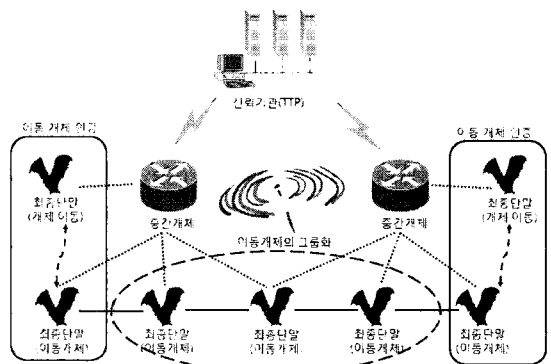 신뢰기관(TTP)
이동 개체 인증
이동 개체 인증
최종단말
(개체 이동)
중간개체
이동개체의 그룹화
중간개체
최종단말
(개체 이동)
최종단말
(이동개체)
최종단말
(이동개체)
최종단말
(이동개체)
최종단말
(이동개체)
최종단말
(이동개체)